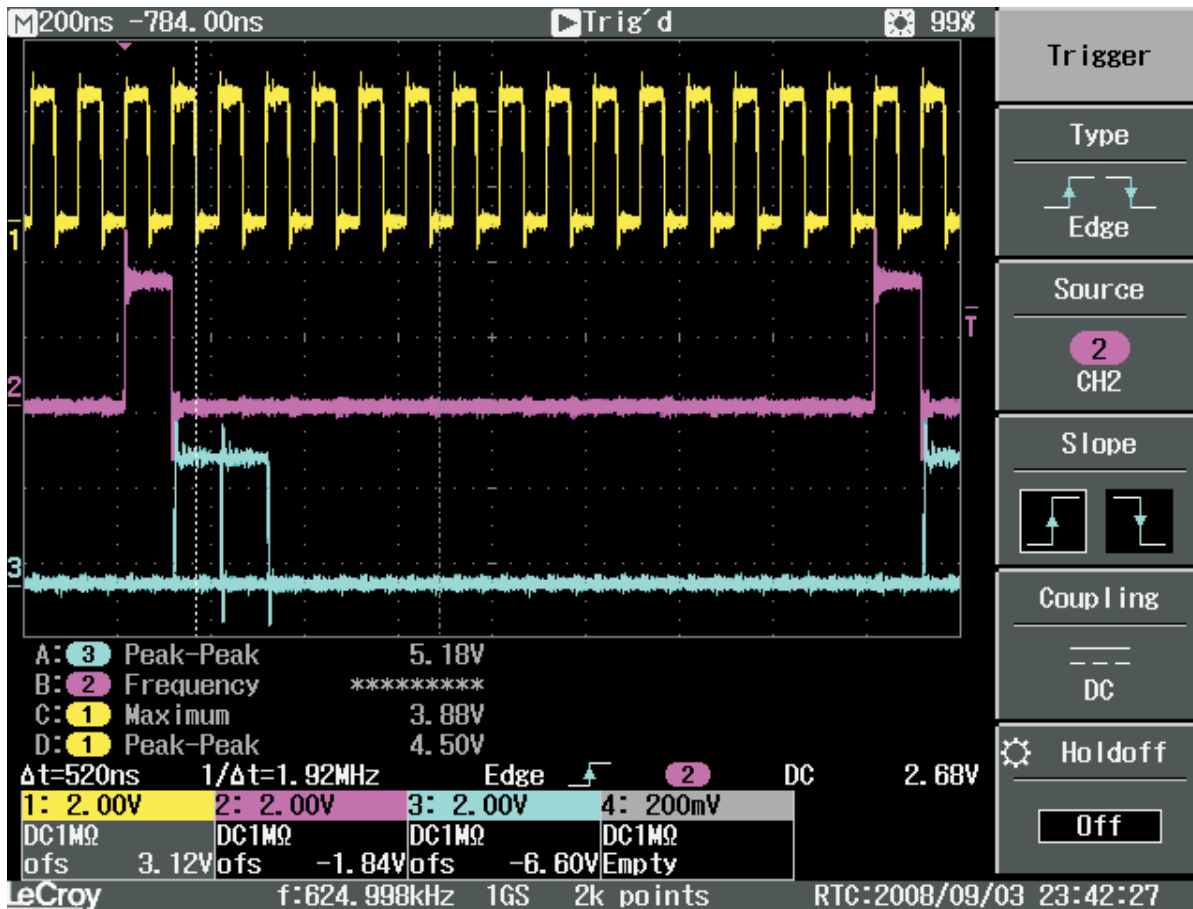 M 200ns -784.00ns Trig´d 99%
1
T
2
3
A: 3 Peak-Peak 5.18V
B: 2 Frequency *********
C: 1 Maximum 3.88V
D: 1 Peak-Peak 4.50V
Δt=520ns 1/Δt=1.92MHz Edge 2 DC 2.68V
1: 2.00V 2: 2.00V 3: 2.00V 4: 200mV
DC1MΩ DC1MΩ DC1MΩ DC1MΩ
ofs 3.12V ofs -1.84V ofs -6.60V Empty
LeCroy f:624.998kHz 1GS 2k points RTC:2008/09/03 23:42:27
Trigger
Type
Edge
Source
2
CH2
Slope
Coupling
DC
Holdoff
Off